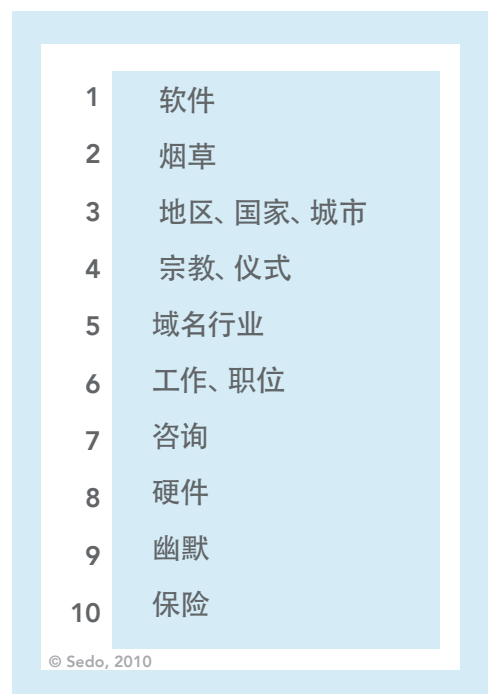 1 软件
2 烟草
3 地区、国家、城市
4 宗教、仪式
5 域名行业
6 工作、职位
7 咨询
8 硬件
9 幽默
10 保险
© Sedo, 2010